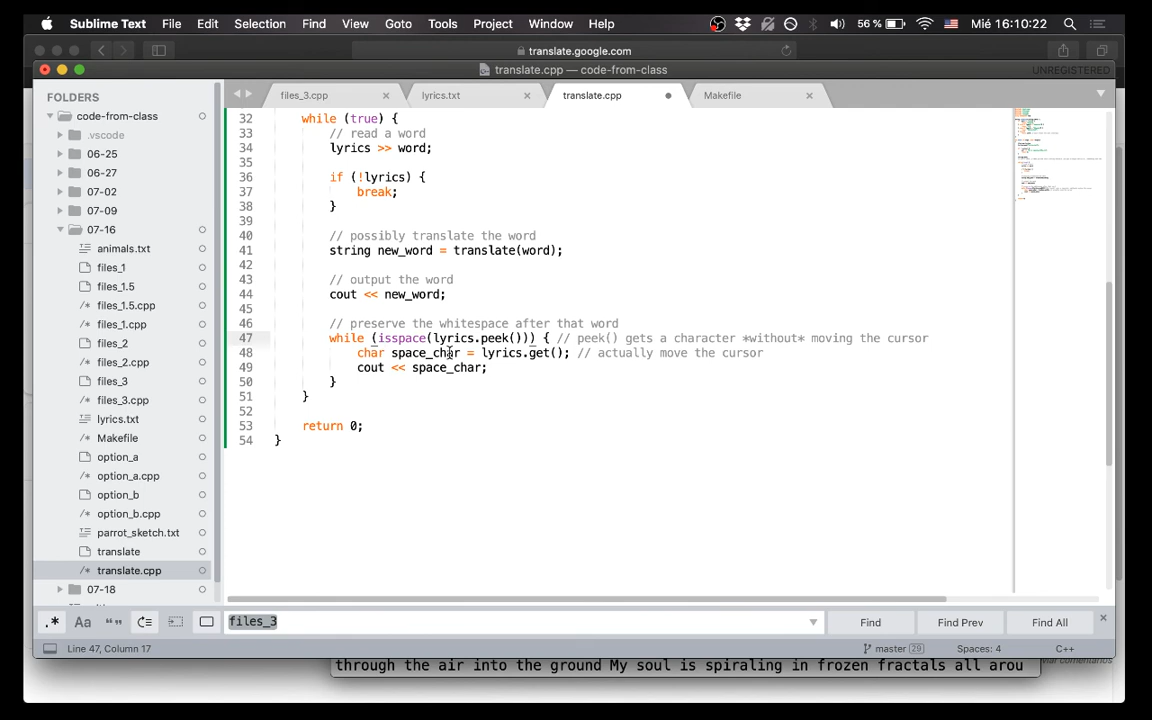 Sublime Text File Edit Selection Find View Goto Tools Project Window Help 56 % Mié 16:10:22
translate.google.com
translate.cpp — code-from-class
UNREGISTERED
FOLDERS
code-from-class
.vscode
06-25
06-27
07-02
07-09
07-16
animals.txt
files_1
files_1.5
/* files_1.5.cpp
/* files_1.cpp
files_2
/* files_2.cpp
files_3
/* files_3.cpp
lyrics.txt
Makefile
option_a
/* option_a.cpp
option_b
/* option_b.cpp
parrot_sketch.txt
translate
/* translate.cpp
07-18
files_3.cpp lyrics.txt translate.cpp Makefile
32 while (true) {
33 // read a word
34 lyrics >> word;
35
36 if (!lyrics) {
37 break;
38 }
39
40 // possibly translate the word
41 string new_word = translate(word);
42
43 // output the word
44 cout << new_word;
45
46 // preserve the whitespace after that word
47 while (isspace(lyrics.peek())) { // peek() gets a character *without* moving the cursor
48 char space_char = lyrics.get(); // actually move the cursor
49 cout << space_char;
50 }
51 }
52
53 return 0;
54 }
.* Aa “” files_3 Find Find Prev Find All
Line 47, Column 17 master 29 Spaces: 4 C++
through the air into the ground My soul is spiraling in frozen fractals all arou